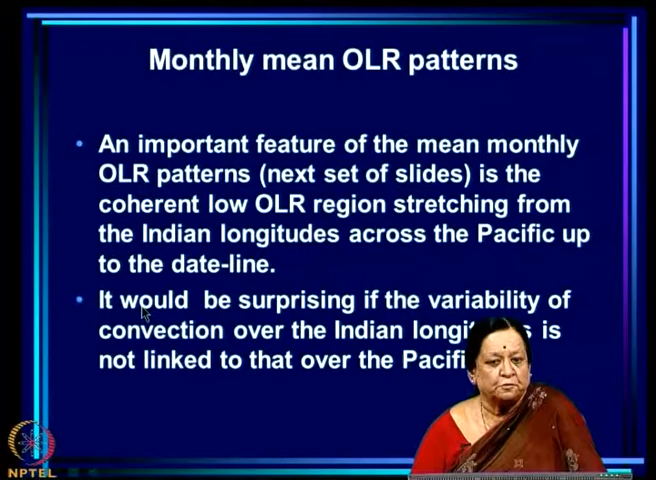 Monthly mean OLR patterns
• An important feature of the mean monthly
OLR patterns (next set of slides) is the
coherent low OLR region stretching from
the Indian longitudes across the Pacific up
to the date-line.
• It would be surprising if the variability of
convection over the Indian is
not linked to that over the
NPTEL